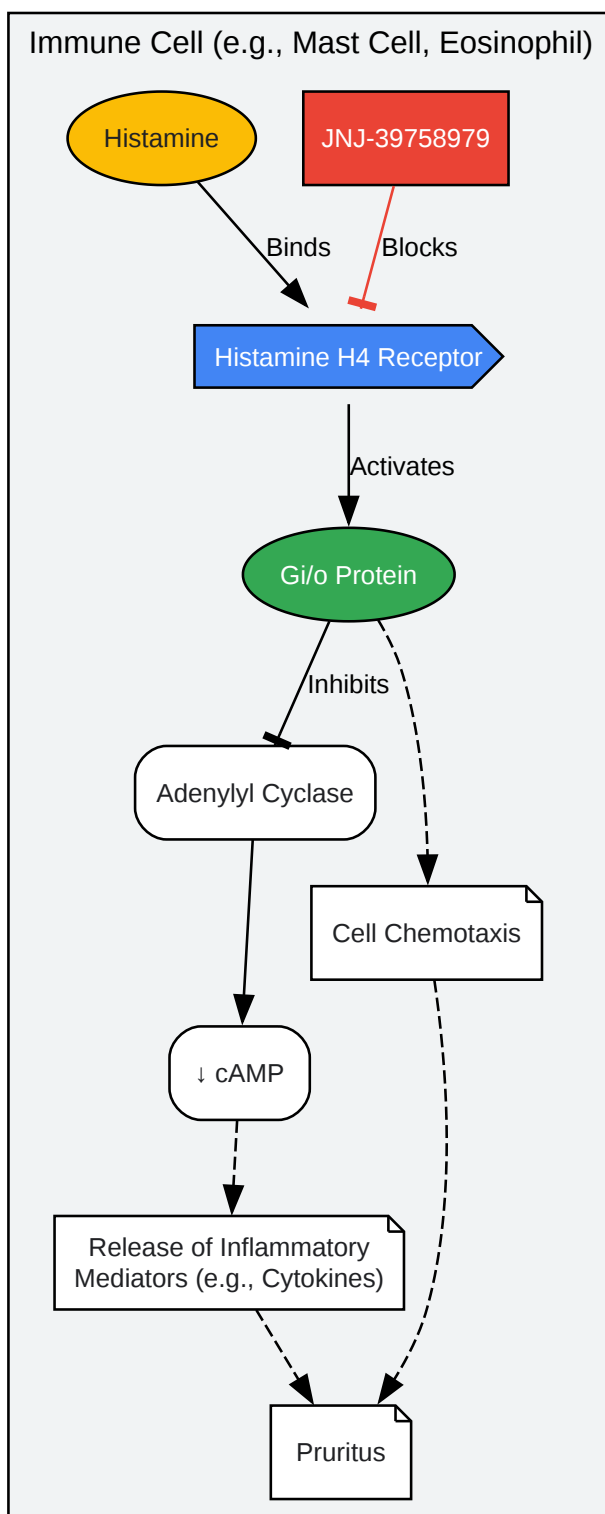 Immune Cell (e.g., Mast Cell, Eosinophil)
Histamine
JNJ-39758979
Binds
Blocks
Histamine H4 Receptor
Activates
Gi/o Protein
Inhibits
Adenylyl Cyclase
Cell Chemotaxis
↓ cAMP
Release of Inflammatory
Mediators (e.g., Cytokines)
Pruritus